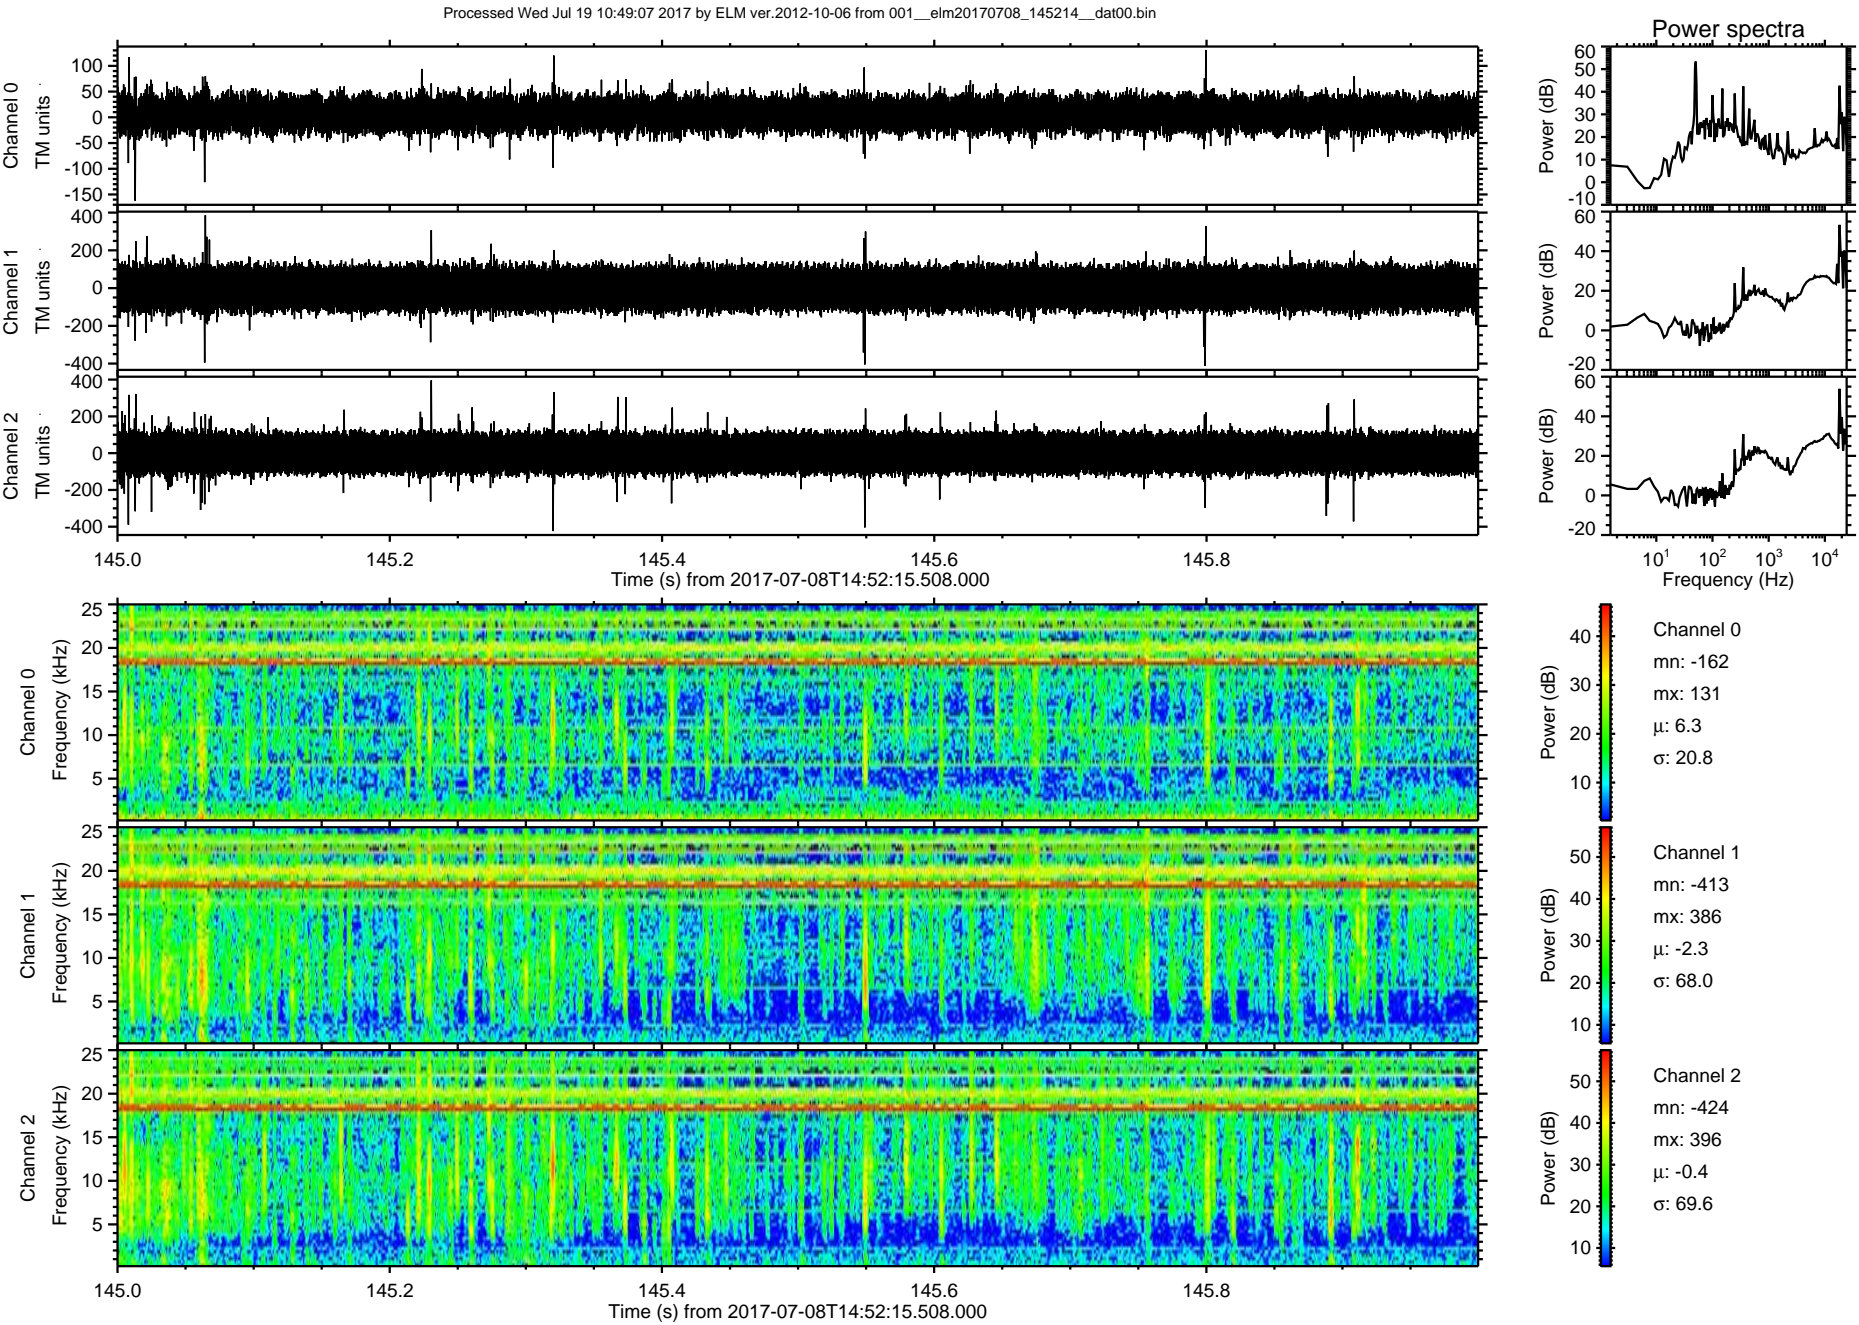 Processed Wed Jul 19 10:49:07 2017 by ELM ver.2012-10-06 from 001__elm20170708_145214__dat00.bin
Power spectra
Channel 0
TM units
100
50
0
-50
-100
-150
Power (dB)
60
50
40
30
20
10
0
-10
Channel 1
TM units
400
200
0
-200
-400
Power (dB)
60
40
20
0
-20
Channel 2
TM units
400
200
0
-200
-400
Power (dB)
60
40
20
0
-20
145.0 145.2 145.4 145.6 145.8
Time (s) from 2017-07-08T14:52:15.508.000
10^1 10^2 10^3 10^4
Frequency (Hz)
Channel 0
Frequency (kHz)
25
20
15
10
5
Power (dB)
40
30
20
10
Channel 0
mn: -162
mx: 131
μ: 6.3
σ: 20.8
Channel 1
Frequency (kHz)
25
20
15
10
5
Power (dB)
50
40
30
20
10
Channel 1
mn: -413
mx: 386
μ: -2.3
σ: 68.0
Channel 2
Frequency (kHz)
25
20
15
10
5
Power (dB)
50
40
30
20
10
Channel 2
mn: -424
mx: 396
μ: -0.4
σ: 69.6
145.0 145.2 145.4 145.6 145.8
Time (s) from 2017-07-08T14:52:15.508.000